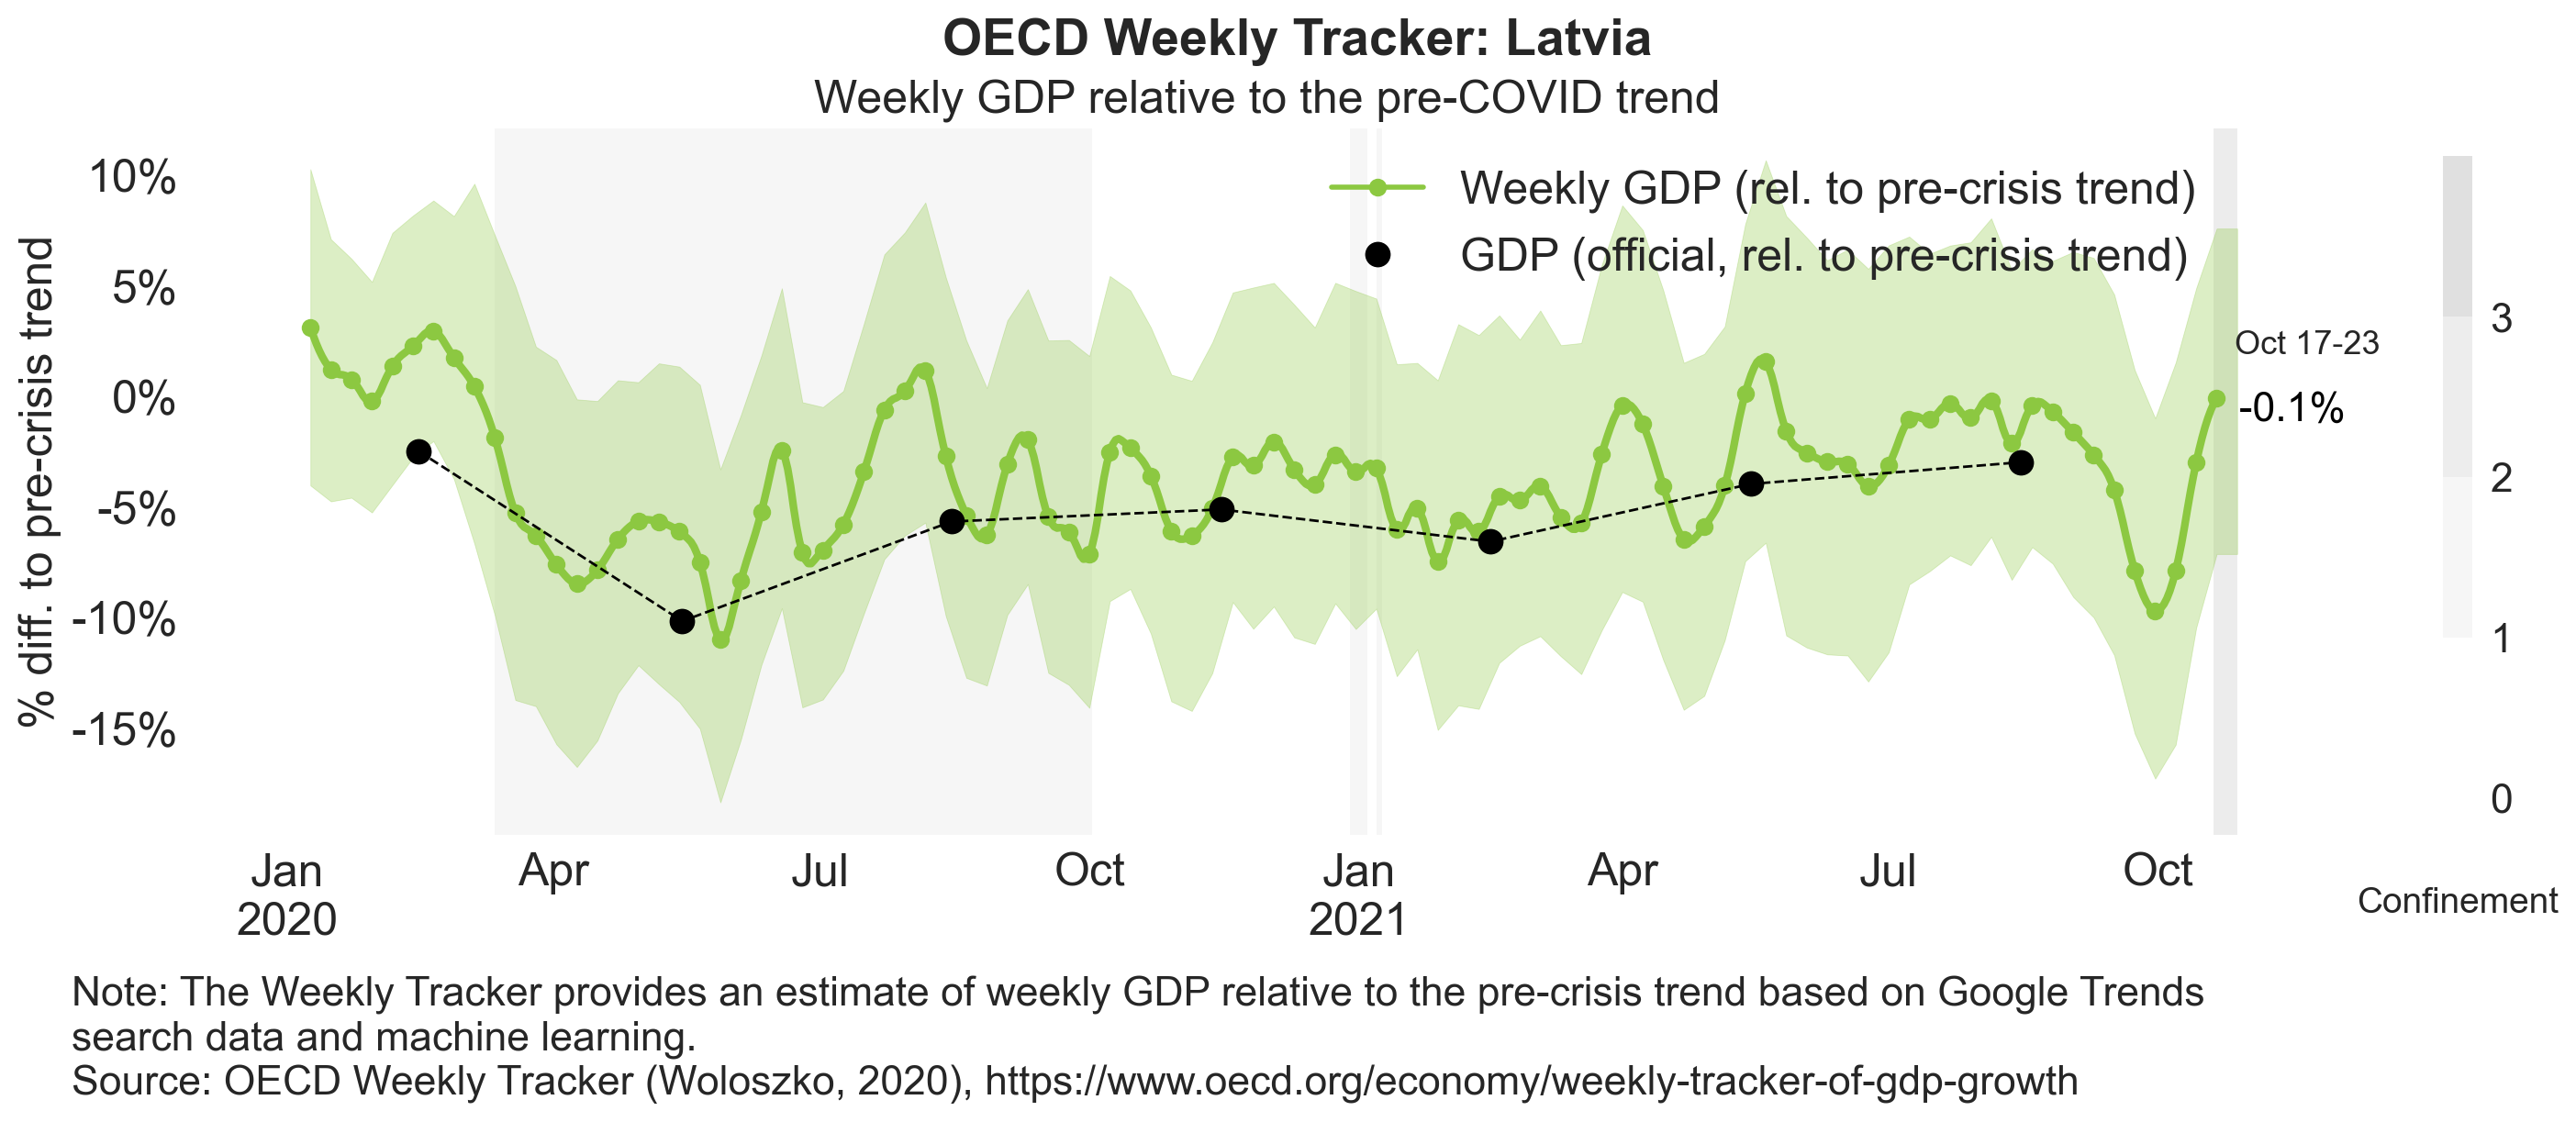 OECD Weekly Tracker: Latvia
Weekly GDP relative to the pre-COVID trend
% diff. to pre-crisis trend
10%
5%
0%
-5%
-10%
-15%
Weekly GDP (rel. to pre-crisis trend)
GDP (official, rel. to pre-crisis trend)
Oct 17-23
-0.1%
3
2
1
0
Confinement
Jan Apr Jul Oct Jan Apr Jul Oct
2020 2021
Note: The Weekly Tracker provides an estimate of weekly GDP relative to the pre-crisis trend based on Google Trends
search data and machine learning.
Source: OECD Weekly Tracker (Woloszko, 2020), https://www.oecd.org/economy/weekly-tracker-of-gdp-growth